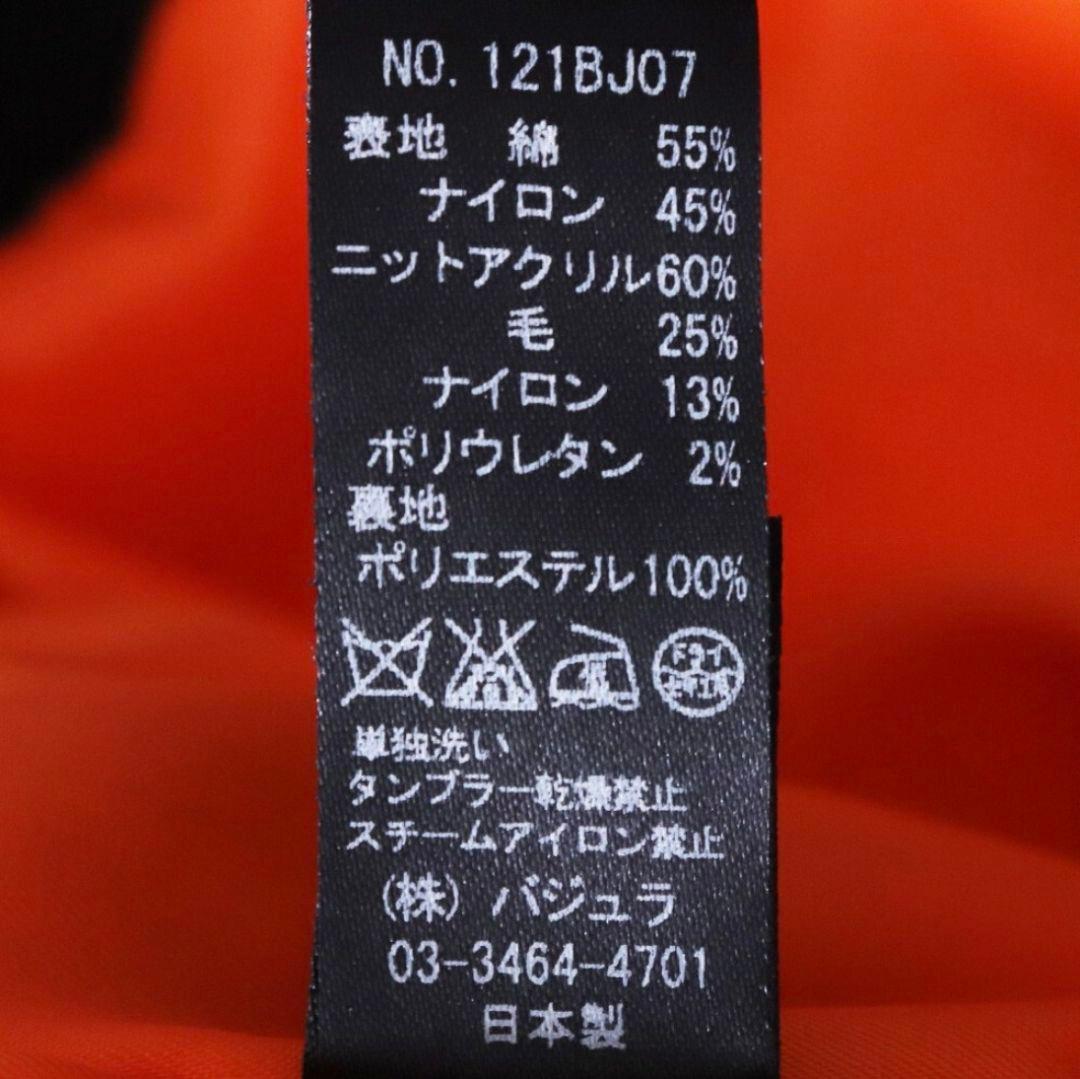 NO. 121BJ07
表地 綿 55%
ナイロン 45%
ニットアクリル60%
毛 25%
ナイロン 13%
ポリウレタン 2%
裏地
ポリエステル100%
単独洗い
タンブラー乾燥禁止
スチームアイロン禁止
(株) バジュラ
03-3464-4701
日本製